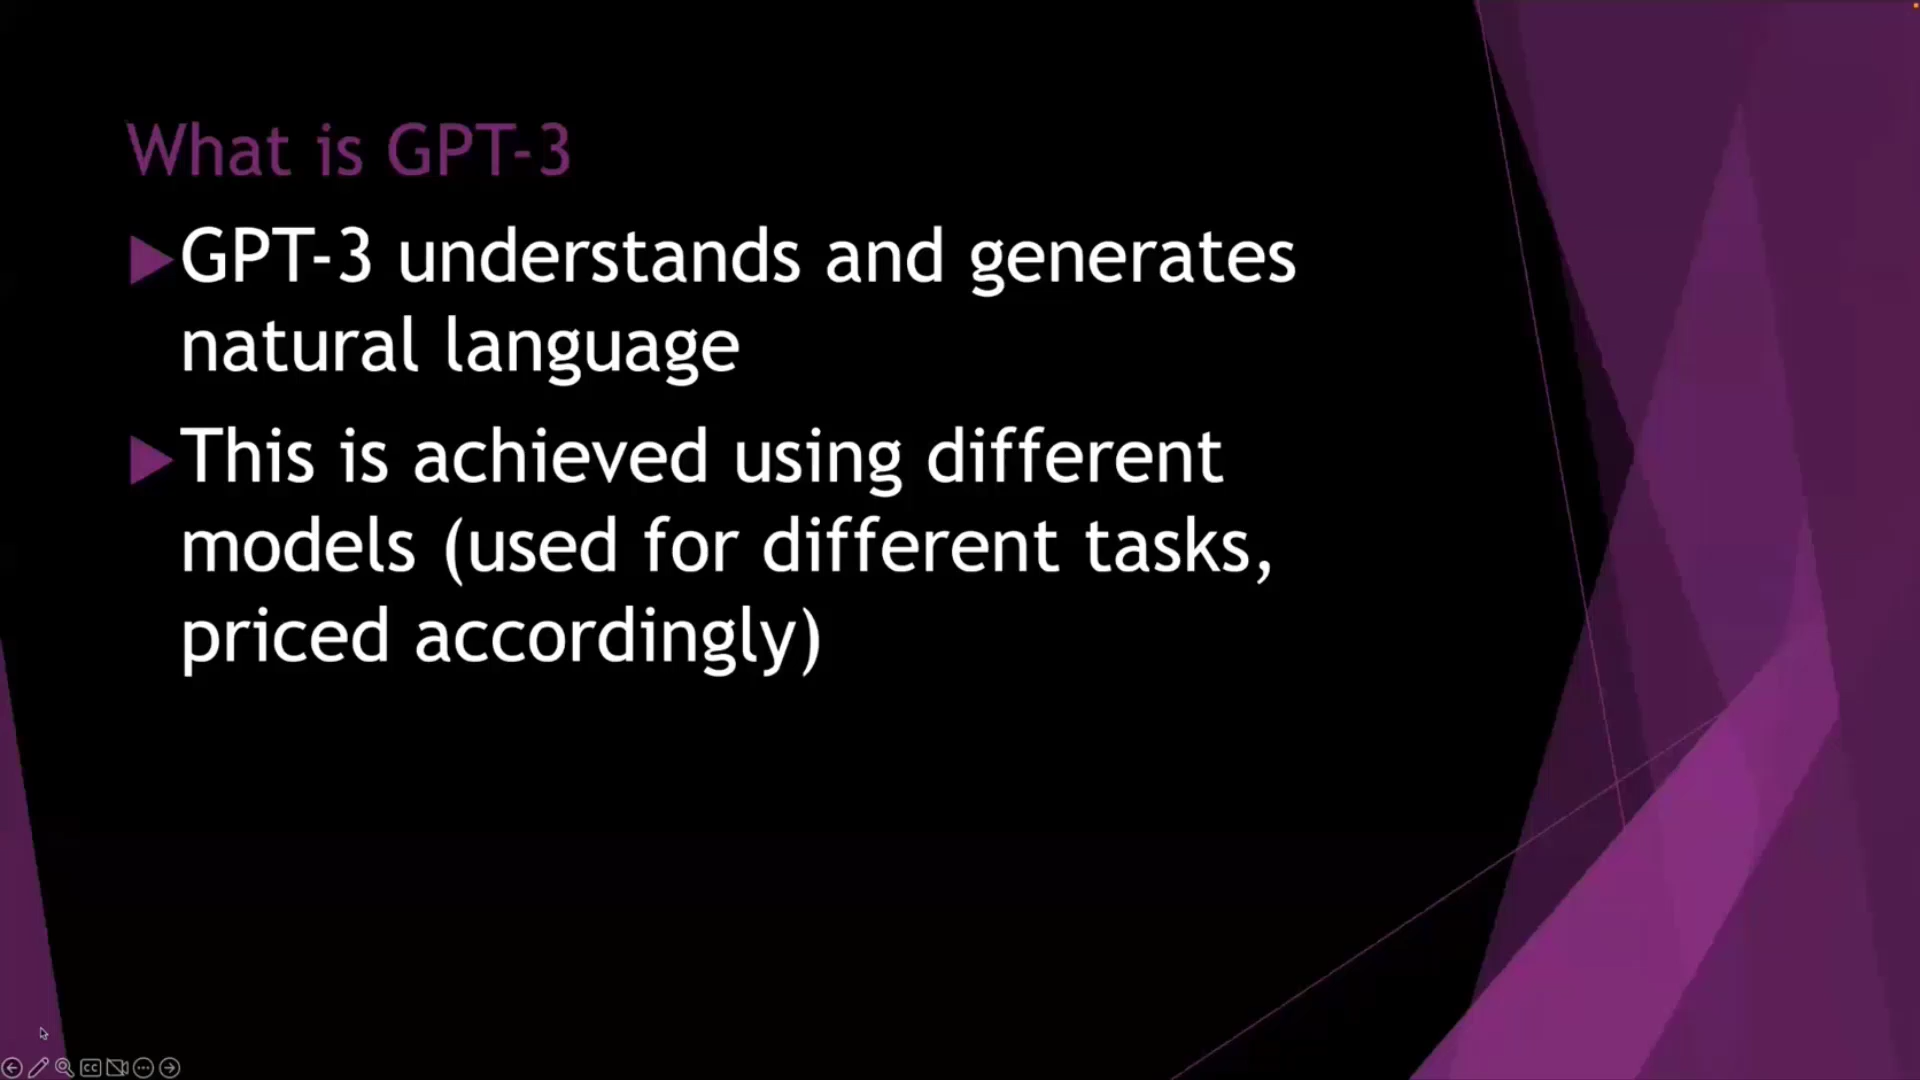 What is GPT-3
GPT-3 understands and generates
natural language
This is achieved using different
models (used for different tasks,
priced accordingly)
CC